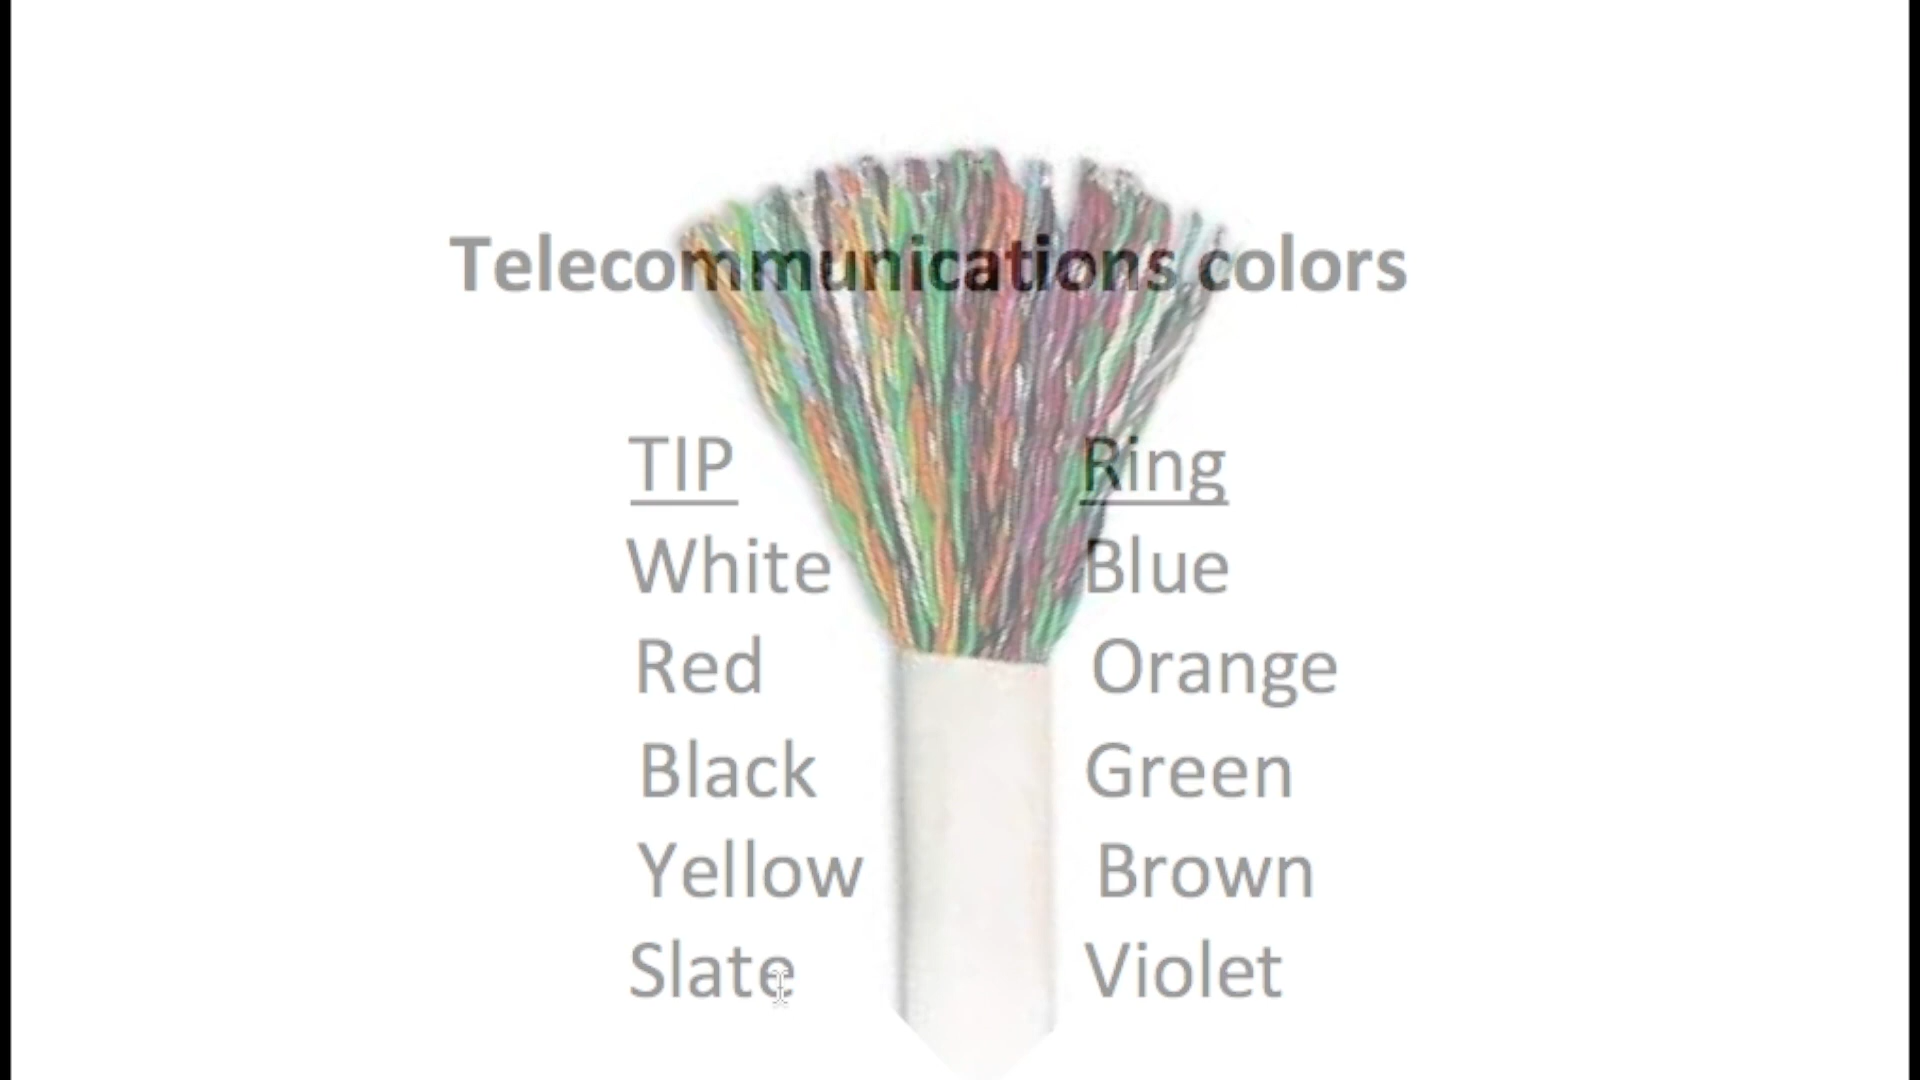 Telecommunications colors
TIP Ring
White Blue
Red Orange
Black Green
Yellow Brown
Slate Violet